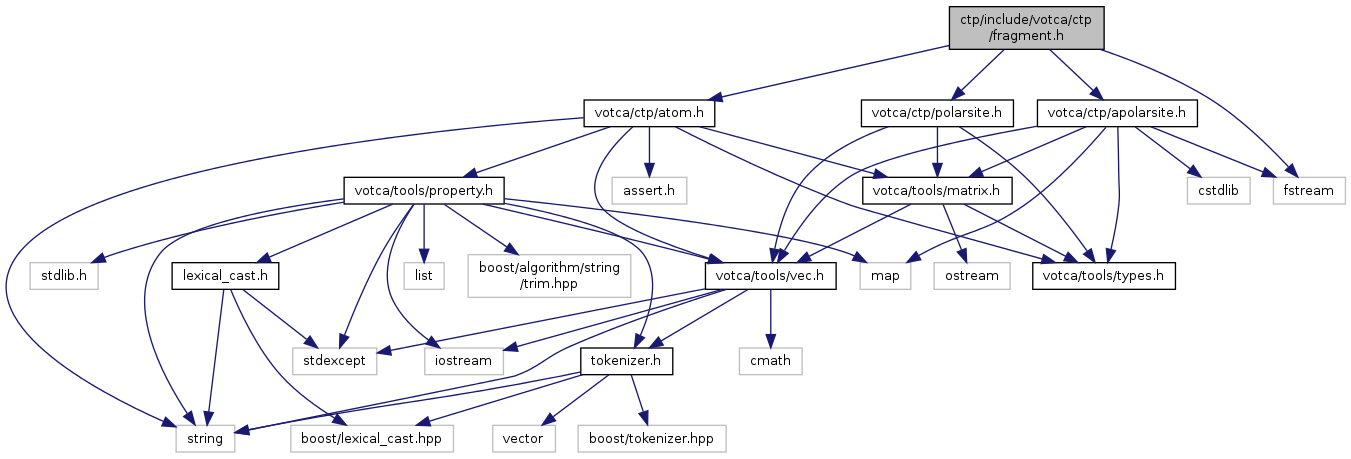 ctp/include/votca/ctp
/fragment.h
votca/ctp/atom.h
votca/ctp/polarsite.h
votca/ctp/apolarsite.h
votca/tools/property.h
assert.h
votca/tools/matrix.h
cstdlib
fstream
stdlib.h
lexical_cast.h
list
boost/algorithm/string
/trim.hpp
votca/tools/vec.h
map
ostream
votca/tools/types.h
stdexcept
iostream
tokenizer.h
cmath
string
boost/lexical_cast.hpp
vector
boost/tokenizer.hpp